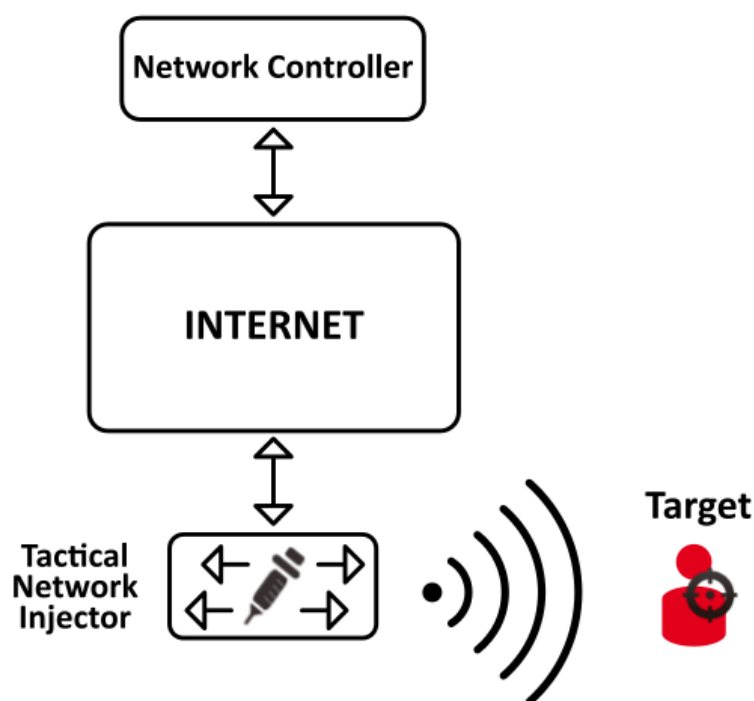 Network Controller
INTERNET
Target
Tactical
Network
Injector